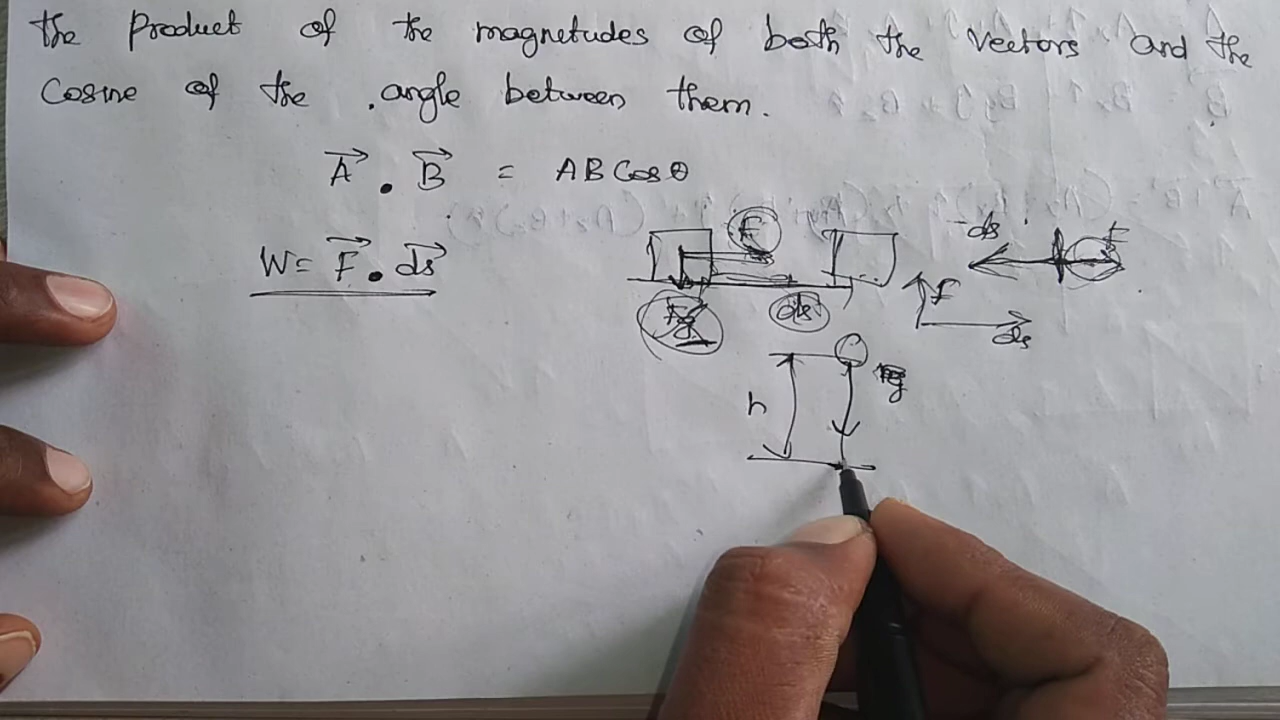 the product of the magnetudes of both the vectors and the
Cosine of the angle between them.
A . B = AB Cos θ
W = F . ds
F
ds
-ds
F
F
ds
h